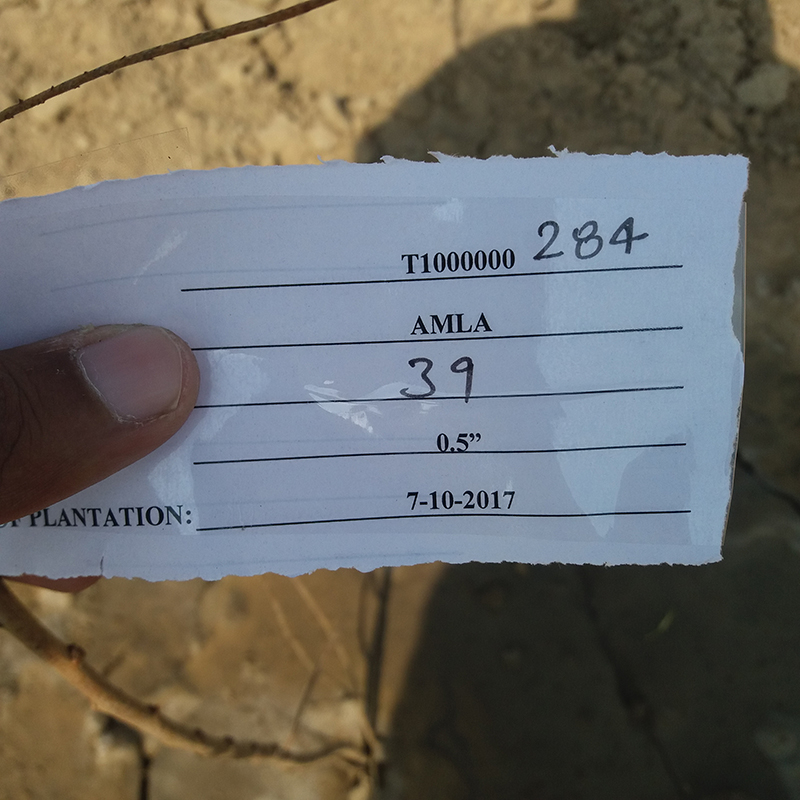 T1000000 284
AMLA
39
0.5”
PLANTATION: 7-10-2017